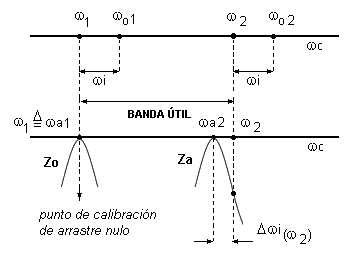 ω1 ωo1 ω2 ωo2
ωc
ωi ωi
BANDA ÚTIL
ω1 ≜ ωa1 ωa2 ω2
ωc
Zo Za
punto de calibración
de arrastre nulo
Δωi(ω2)